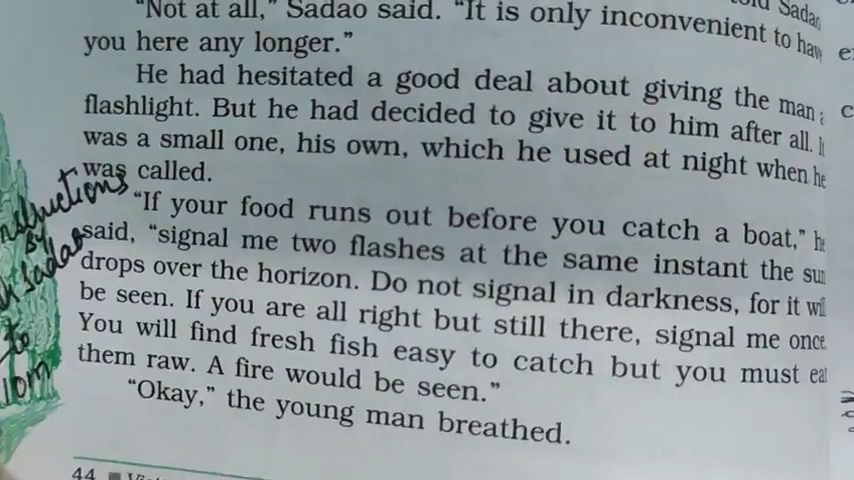 "Not at all," Sadao said. "It is only inconvenient to have
you here any longer."
He had hesitated a good deal about giving the man a
flashlight. But he had decided to give it to him after all. It
was a small one, his own, which he used at night when he
was called.
"If your food runs out before you catch a boat," he
said, "signal me two flashes at the same instant the sun
drops over the horizon. Do not signal in darkness, for it will
be seen. If you are all right but still there, signal me once.
You will find fresh fish easy to catch but you must eat
them raw. A fire would be seen."
"Okay," the young man breathed.
44
Instructions
by
Sadao
to
Tom